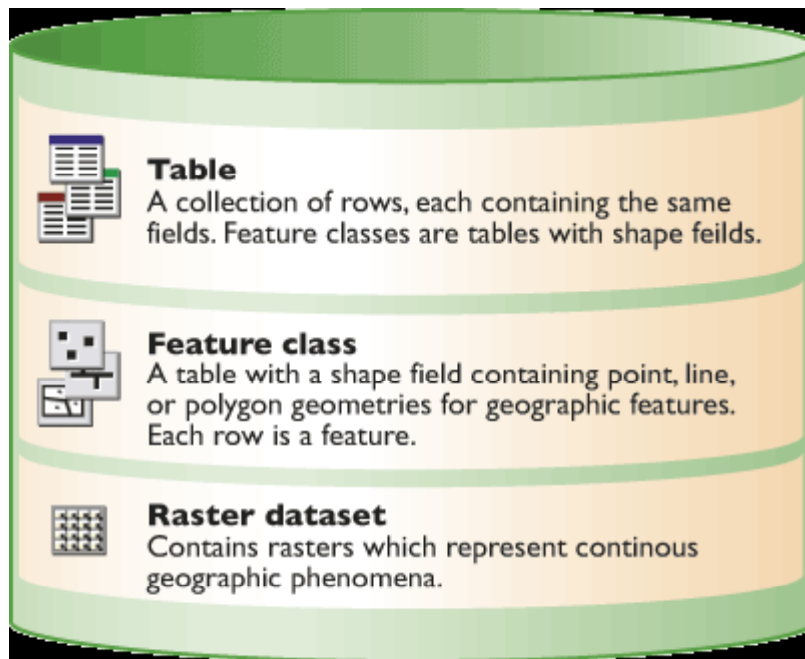 Table
A collection of rows, each containing the same
fields. Feature classes are tables with shape feilds.
Feature class
A table with a shape field containing point, line,
or polygon geometries for geographic features.
Each row is a feature.
Raster dataset
Contains rasters which represent continous
geographic phenomena.